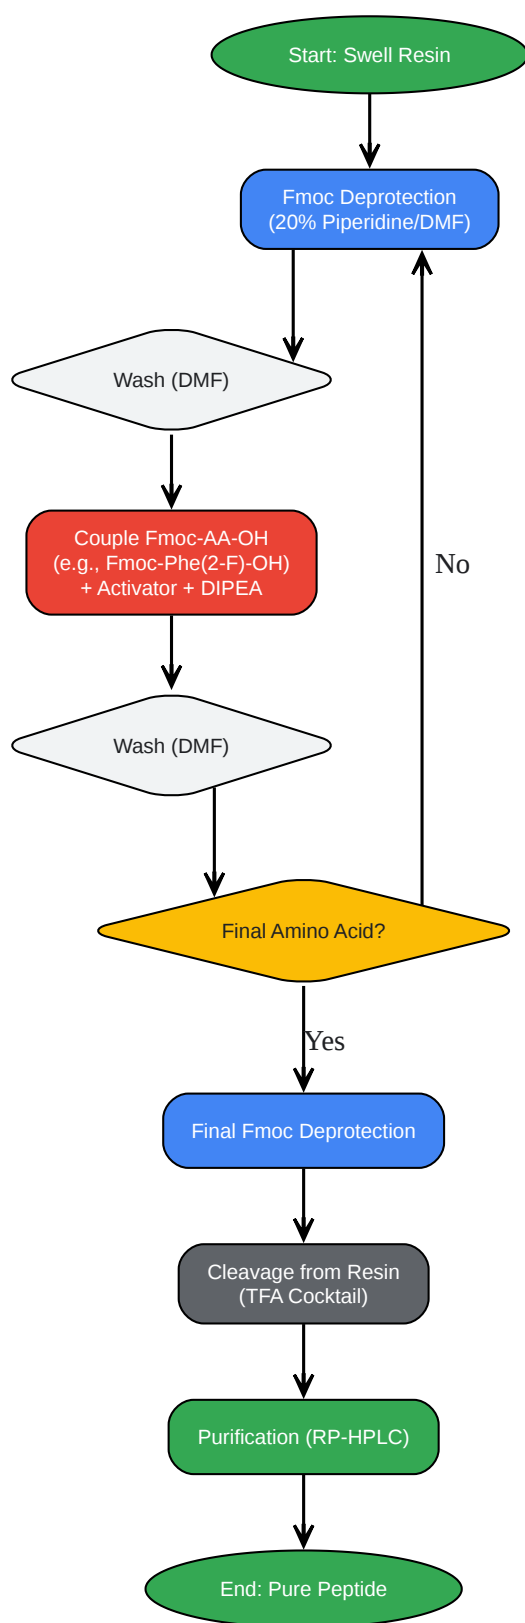 Start: Swell Resin
Fmoc Deprotection
(20% Piperidine/DMF)
Wash (DMF)
Couple Fmoc-AA-OH
(e.g., Fmoc-Phe(2-F)-OH)
+ Activator + DIPEA
No
Wash (DMF)
Final Amino Acid?
Yes
Final Fmoc Deprotection
Cleavage from Resin
(TFA Cocktail)
Purification (RP-HPLC)
End: Pure Peptide